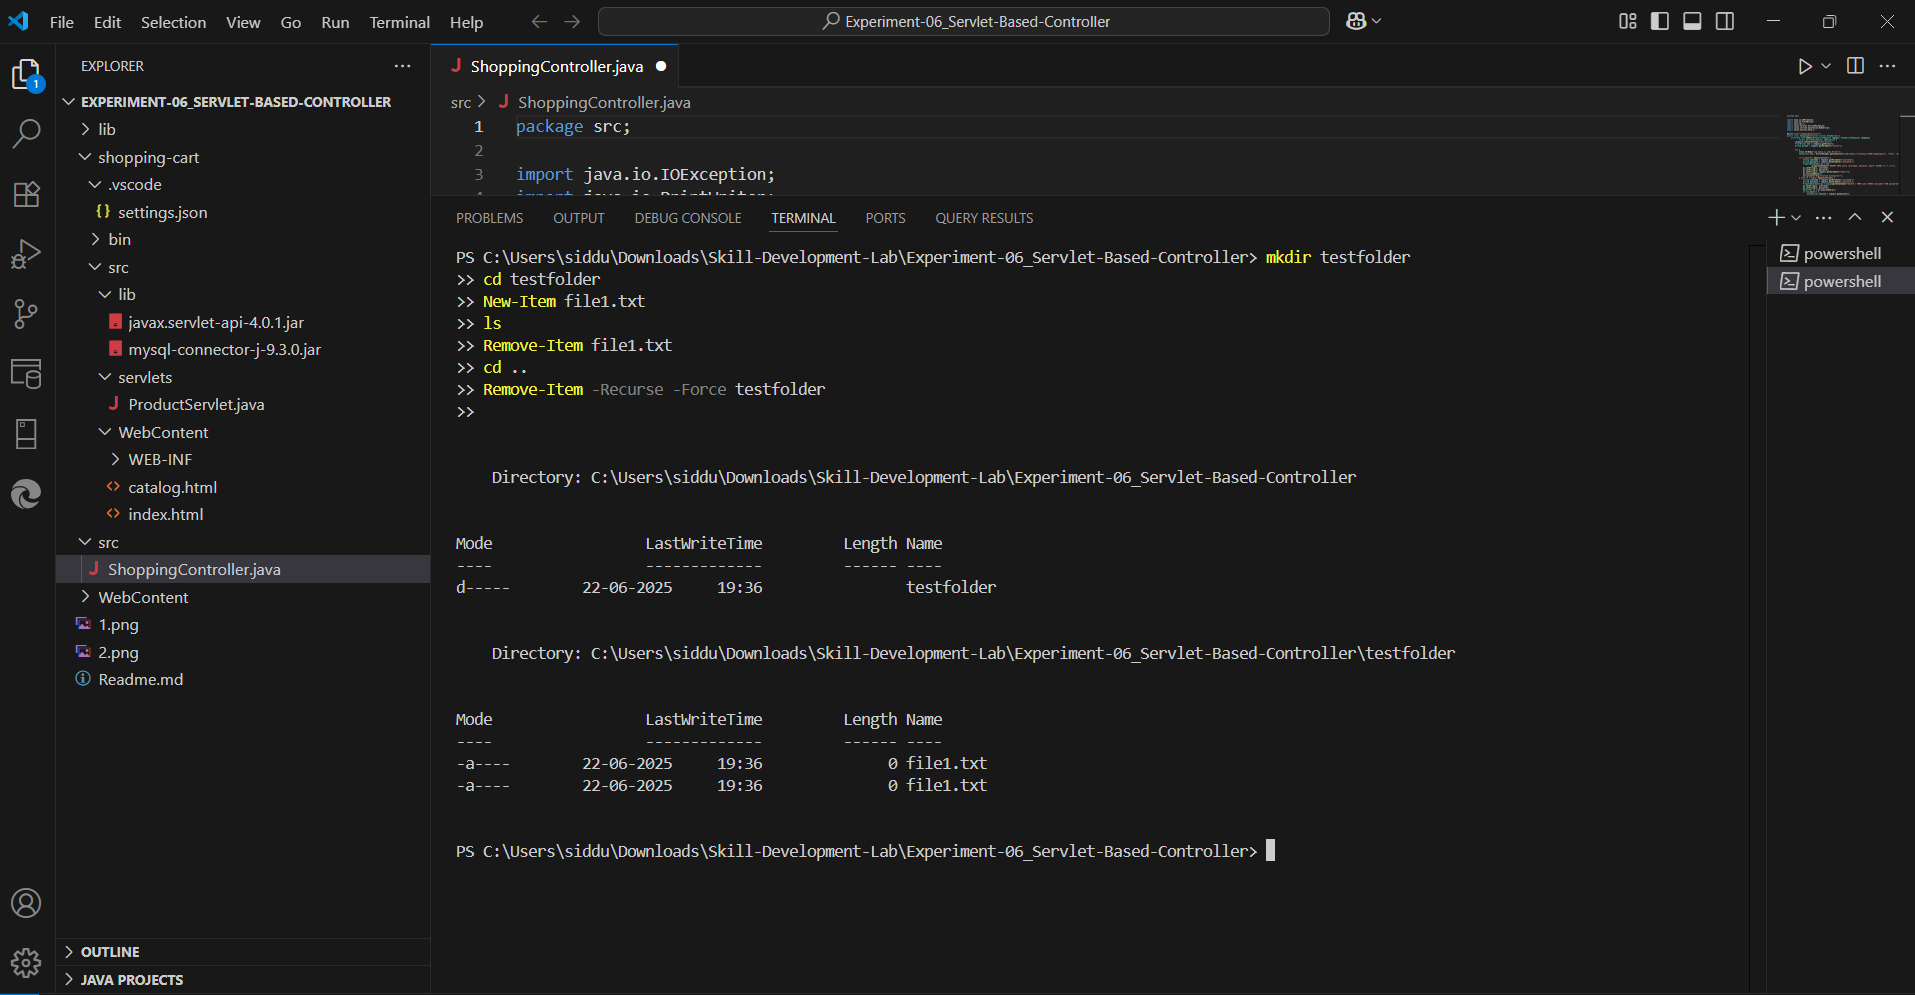 File Edit Selection View Go Run Terminal Help
Experiment-06_Servlet-Based-Controller
1
EXPLORER
EXPERIMENT-06_SERVLET-BASED-CONTROLLER
lib
shopping-cart
.vscode
{} settings.json
bin
src
lib
javax.servlet-api-4.0.1.jar
mysql-connector-j-9.3.0.jar
servlets
J ProductServlet.java
WebContent
WEB-INF
<> catalog.html
<> index.html
src
J ShoppingController.java
WebContent
1.png
2.png
Readme.md
OUTLINE
JAVA PROJECTS
J ShoppingController.java
src > J ShoppingController.java
1 package src;
2
3 import java.io.IOException;
4 import java.io.PrintWriter;
PROBLEMS OUTPUT DEBUG CONSOLE TERMINAL PORTS QUERY RESULTS
PS C:\Users\siddu\Downloads\Skill-Development-Lab\Experiment-06_Servlet-Based-Controller> mkdir testfolder
>> cd testfolder
>> New-Item file1.txt
>> ls
>> Remove-Item file1.txt
>> cd ..
>> Remove-Item -Recurse -Force testfolder
>>
Directory: C:\Users\siddu\Downloads\Skill-Development-Lab\Experiment-06_Servlet-Based-Controller
Mode LastWriteTime Length Name
---- ------------- ------ ----
d----- 22-06-2025 19:36 testfolder
Directory: C:\Users\siddu\Downloads\Skill-Development-Lab\Experiment-06_Servlet-Based-Controller\testfolder
Mode LastWriteTime Length Name
---- ------------- ------ ----
-a---- 22-06-2025 19:36 0 file1.txt
-a---- 22-06-2025 19:36 0 file1.txt
PS C:\Users\siddu\Downloads\Skill-Development-Lab\Experiment-06_Servlet-Based-Controller>
powershell
powershell